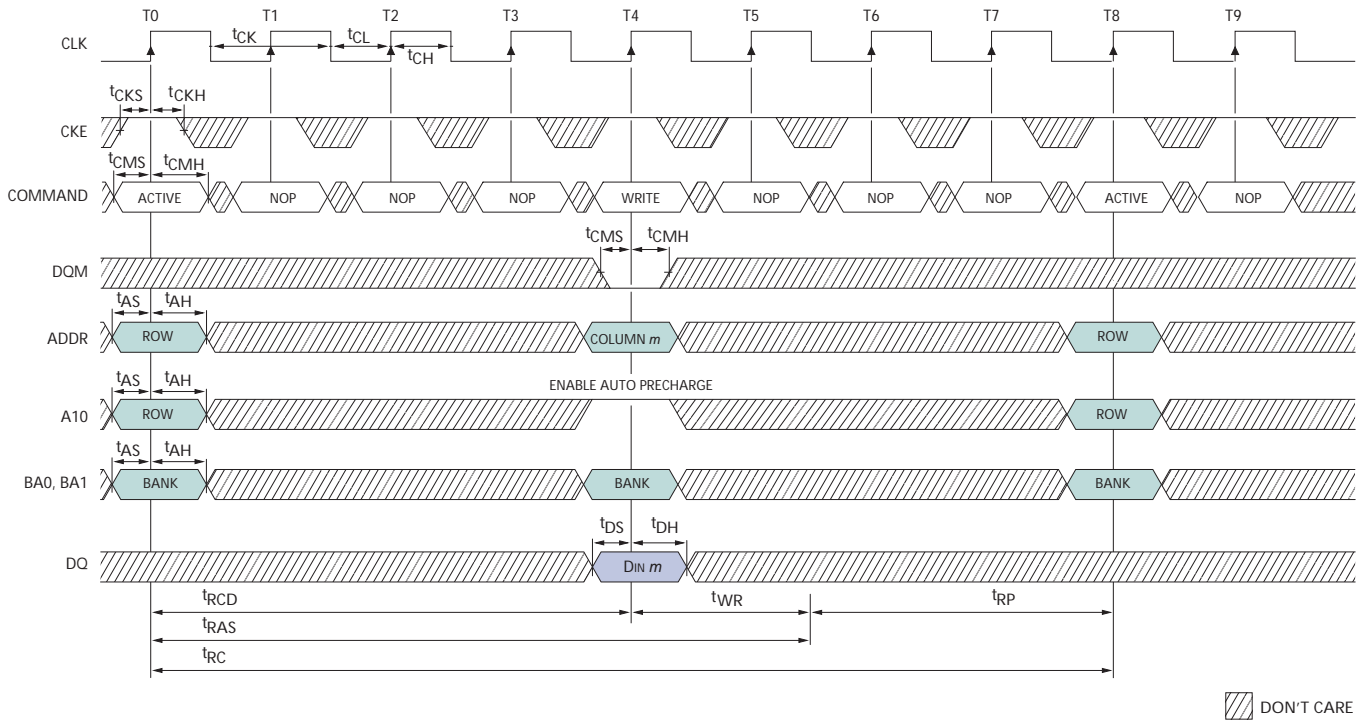 T0 T1 T2 T3 T4 T5 T6 T7 T8 T9
CLK tCK tCL tCH
tCKS tCKH
CKE
tCMS tCMH
COMMAND ACTIVE NOP NOP NOP WRITE NOP NOP NOP ACTIVE NOP
tCMS tCMH
DQM
tAS tAH
ADDR ROW COLUMN m ROW
tAS tAH ENABLE AUTO PRECHARGE
A10 ROW ROW
tAS tAH
BA0, BA1 BANK BANK BANK
tDS tDH
DQ DIN m
tRCD tWR tRP
tRAS
tRC
DON'T CARE